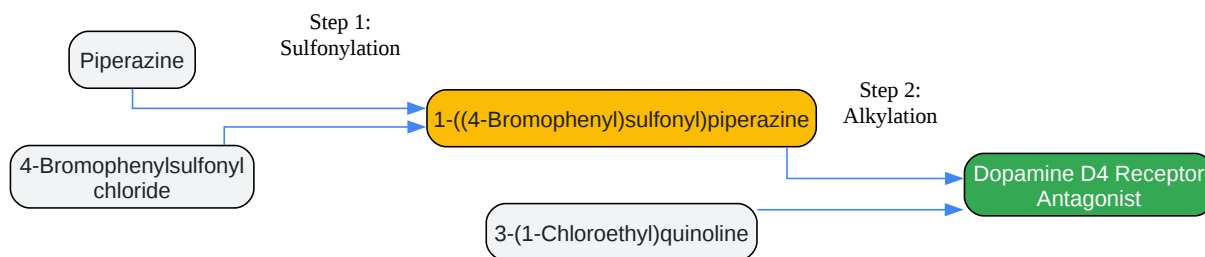 Step 1:
Sulfonylation
Piperazine
4-Bromophenylsulfonyl
chloride
1-((4-Bromophenyl)sulfonyl)piperazine
Step 2:
Alkylation
3-(1-Chloroethyl)quinoline
Dopamine D4 Receptor
Antagonist